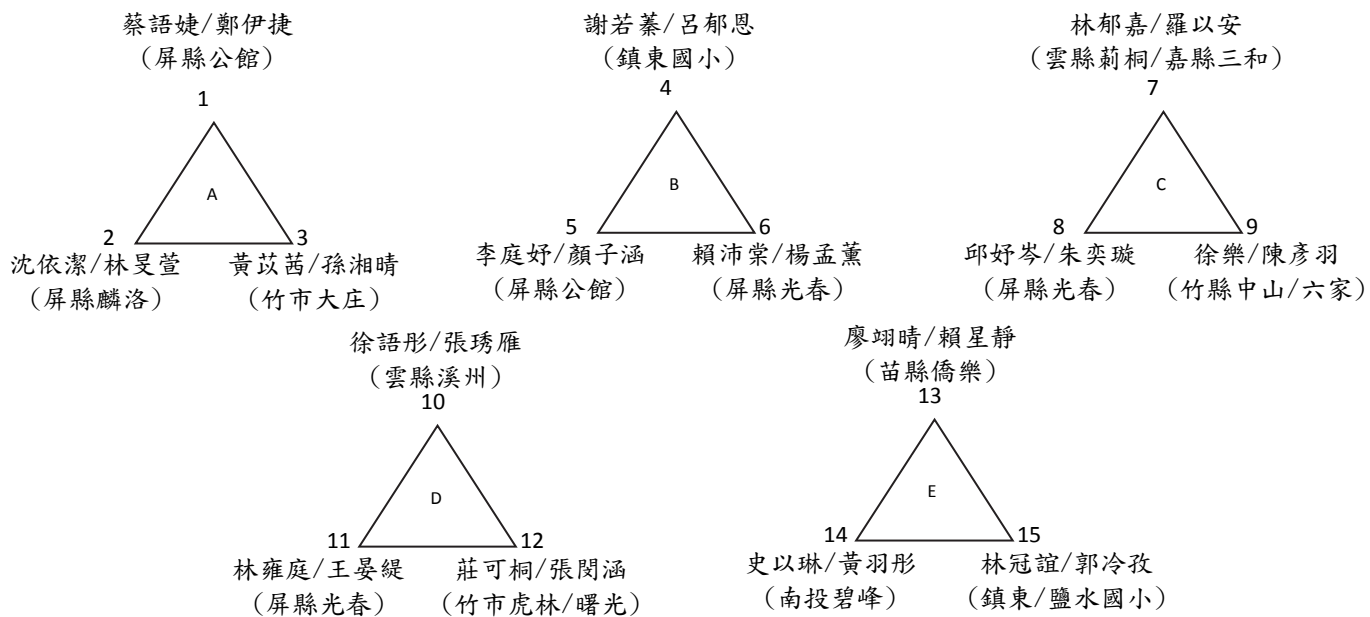 蔡語婕/鄭伊捷
(屏縣公館)
1
A
2
3
沈依潔/林旻萱
(屏縣麟洛)
黃苡茜/孫湘晴
(竹市大庄)
謝若蓁/呂郁恩
(鎮東國小)
4
B
5
6
李庭妤/顏子涵
(屏縣公館)
賴沛棠/楊孟薰
(屏縣光春)
林郁嘉/羅以安
(雲縣莿桐/嘉縣三和)
7
C
8
9
邱妤岑/朱奕璇
(屏縣光春)
徐樂/陳彥羽
(竹縣中山/六家)
徐語彤/張琇雁
(雲縣溪州)
10
D
11
12
林雍庭/王晏緹
(屏縣光春)
莊可桐/張閔涵
(竹市虎林/曙光)
廖翊晴/賴星靜
(苗縣僑樂)
13
E
14
15
史以琳/黃羽彤
(南投碧峰)
林冠誼/郭冷孜
(鎮東/鹽水國小)